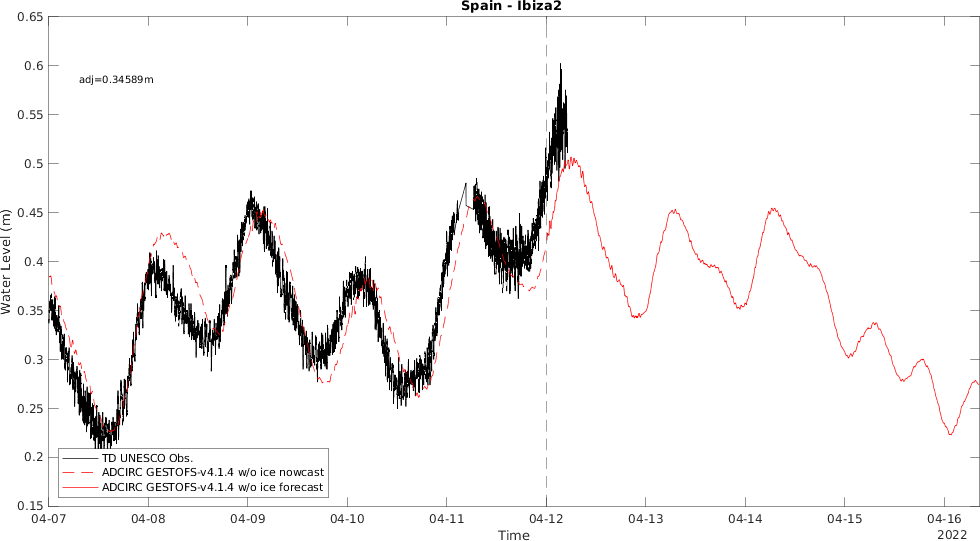 Spain - Ibiza2
0.65
0.6
0.55
0.5
0.45
0.4
0.35
0.3
0.25
0.2
0.15
Water Level (m)
adj=0.34589m
TD UNESCO Obs.
ADCIRC GESTOFS-v4.1.4 w/o ice nowcast
ADCIRC GESTOFS-v4.1.4 w/o ice forecast
04-07 04-08 04-09 04-10 04-11 04-12 04-13 04-14 04-15 04-16
Time
2022